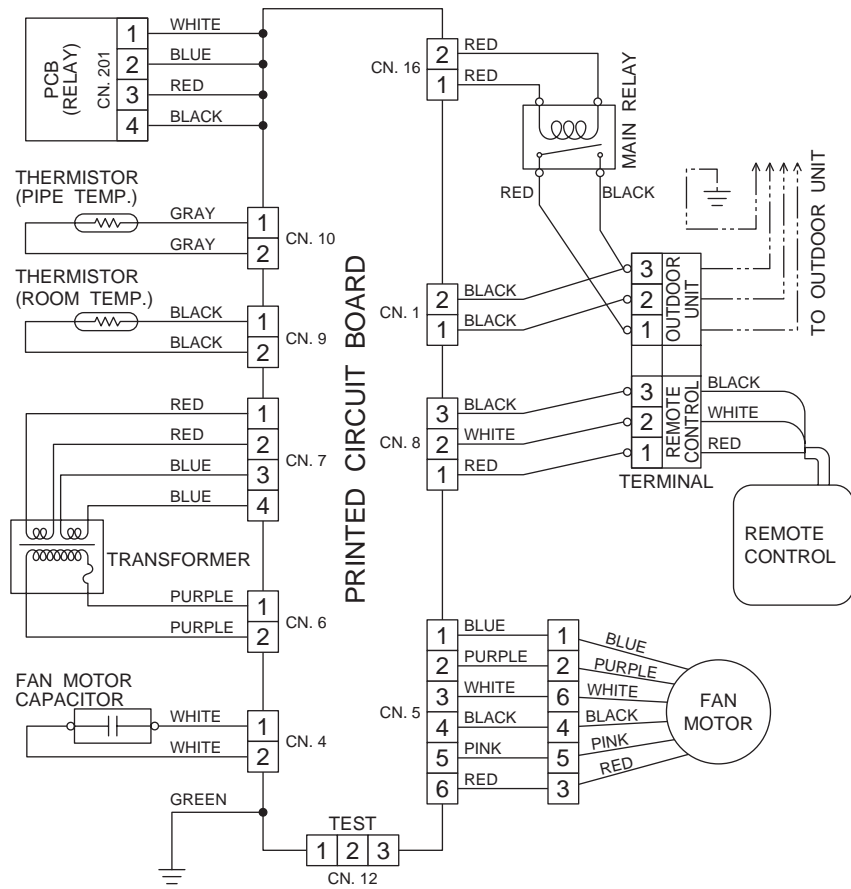 PCB
(RELAY)
CN. 201
1 WHITE
2 BLUE
3 RED
4 BLACK
THERMISTOR
(PIPE TEMP.)
GRAY 1
GRAY 2
CN. 10
THERMISTOR
(ROOM TEMP.)
BLACK 1
BLACK 2
CN. 9
RED 1
RED 2
BLUE 3
BLUE 4
CN. 7
TRANSFORMER
PURPLE 1
PURPLE 2
CN. 6
FAN MOTOR
CAPACITOR
WHITE 1
WHITE 2
CN. 4
GREEN
TEST
1 2 3
CN. 12
PRINTED CIRCUIT BOARD
CN. 16
2 RED
1 RED
MAIN RELAY
RED
BLACK
CN. 1
2 BLACK
1 BLACK
3
2
1
OUTDOOR
UNIT
TO OUTDOOR UNIT
CN. 8
3 BLACK
2 WHITE
1 RED
3
2
1
REMOTE
CONTROL
BLACK
WHITE
RED
TERMINAL
REMOTE
CONTROL
CN. 5
1 BLUE 1 BLUE
2 PURPLE 2 PURPLE
3 WHITE 6 WHITE
4 BLACK 4 BLACK
5 PINK 5 PINK
6 RED 3 RED
FAN
MOTOR